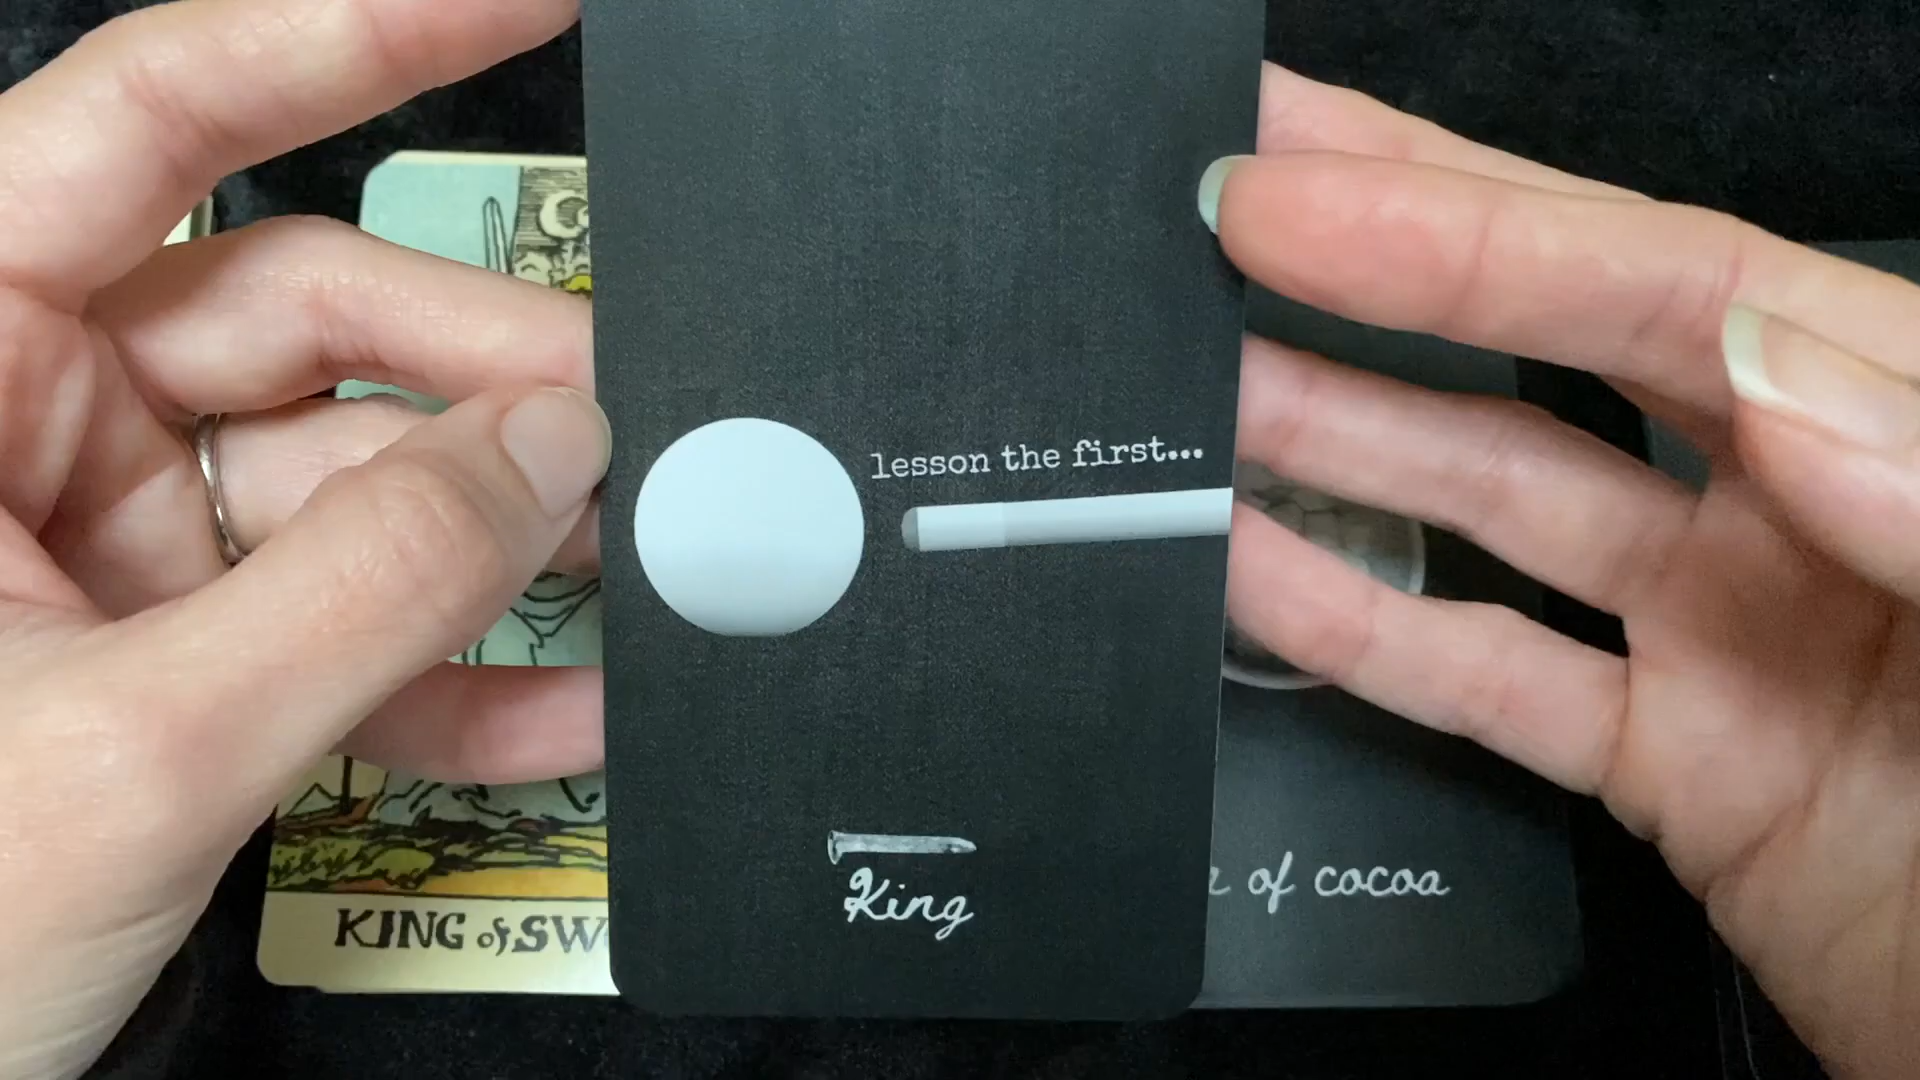 lesson the first...
King
KING of SW
of cocoa